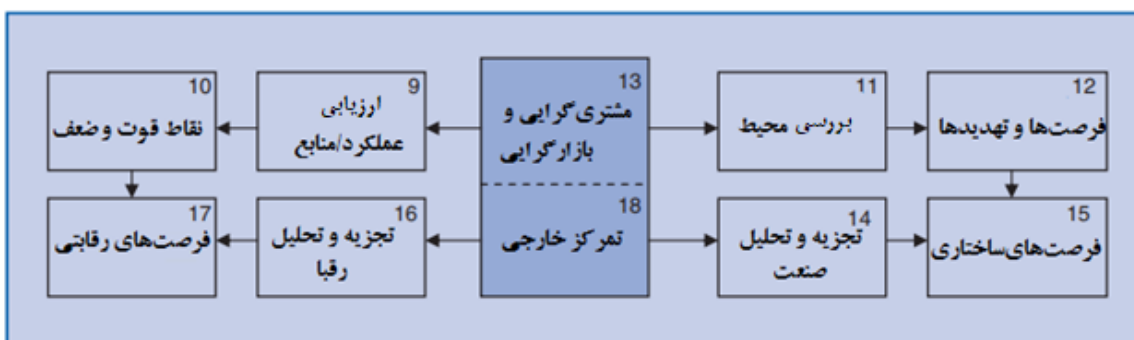 10
نقاط قوت و ضعف
9
ارزیابی
عملکرد/منابع
13
مشتری‌گرایی و
بازارگرایی
11
بررسی محیط
12
فرصت‌ها و تهدیدها
17
فرصت‌های رقابتی
16
تجزیه و تحلیل
رقبا
18
تمرکز خارجی
14
تجزیه و تحلیل
صنعت
15
فرصت‌های‌ساختاری